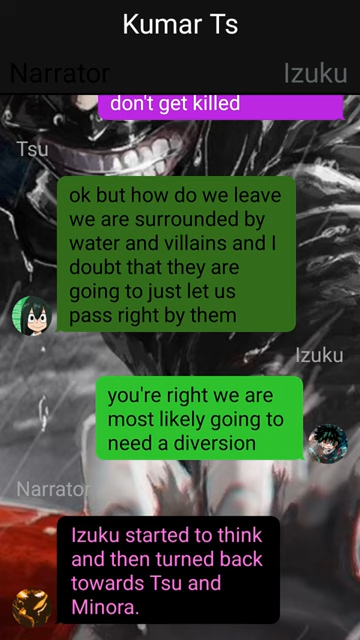 Kumar Ts
Narrator
Izuku
don't get killed
Tsu
ok but how do we leave
we are surrounded by
water and villains and I
doubt that they are
going to just let us
pass right by them
Izuku
you're right we are
most likely going to
need a diversion
Narrator
Izuku started to think
and then turned back
towards Tsu and
Minora.